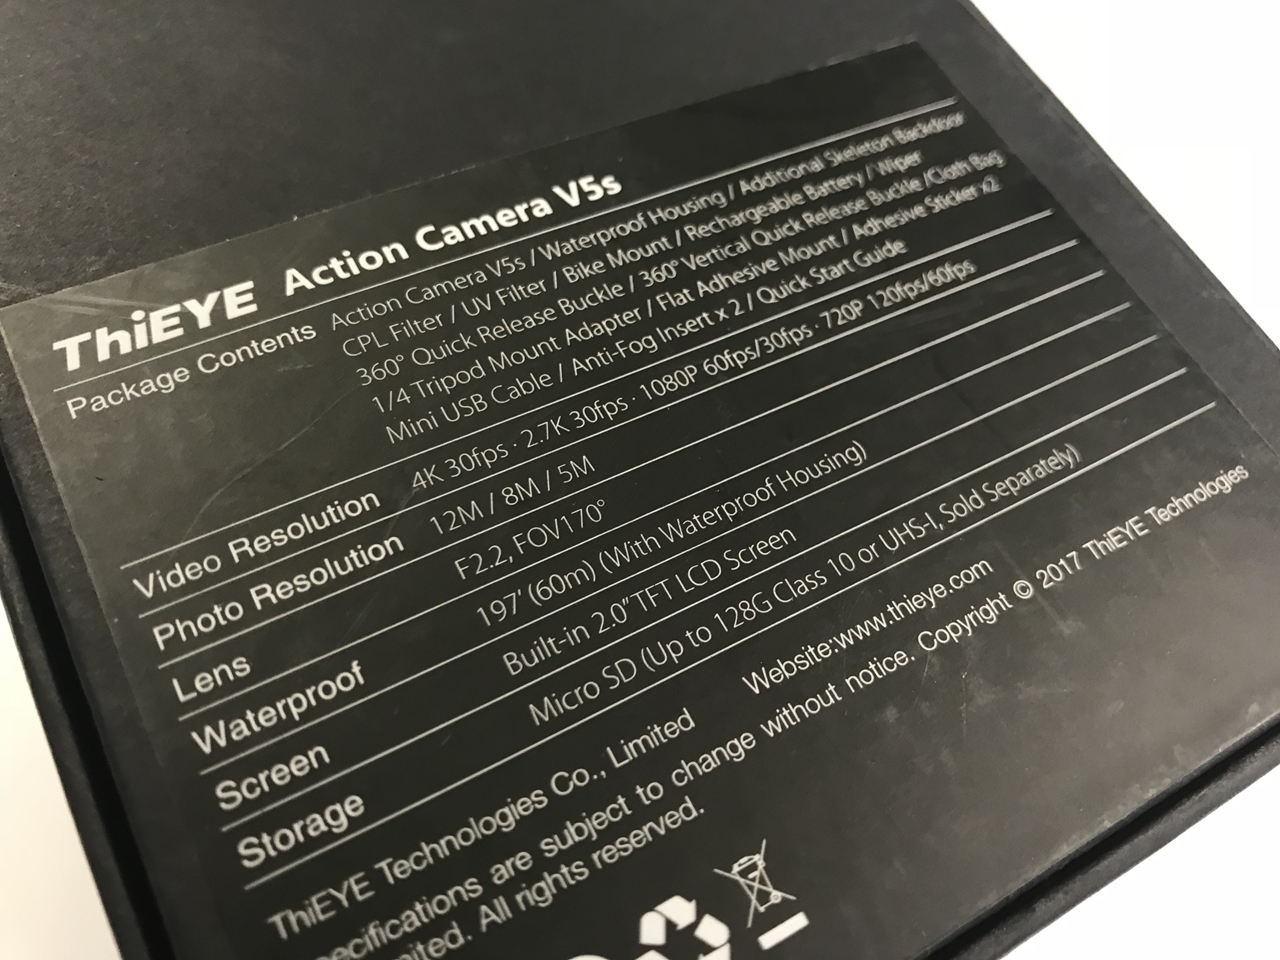 ThiEYE Action Camera V5s
Package Contents Action Camera V5s / Waterproof Housing / Additional Skeleton Backdoor
CPL Filter / UV Filter / Bike Mount / Rechargeable Battery / Wiper
360° Quick Release Buckle / 360° Vertical Quick Release Buckle /Cloth Bag
1/4 Tripod Mount Adapter / Flat Adhesive Mount / Adhesive Sticker x2
Mini USB Cable / Anti-Fog Insert x 2 / Quick Start Guide
Video Resolution 4K 30fps · 2.7K 30fps · 1080P 60fps/30fps · 720P 120fps/60fps
Photo Resolution 12M / 8M / 5M
Lens F2.2, FOV170°
Waterproof 197' (60m) (With Waterproof Housing)
Screen Built-in 2.0"TFT LCD Screen
Storage Micro SD (Up to 128G Class 10 or UHS-I, Sold Separately)
ThiEYE Technologies Co., Limited Website:www.thieye.com
ecifications are subject to change without notice. Copyright © 2017 ThiEYE Technologies
mited. All rights reserved.